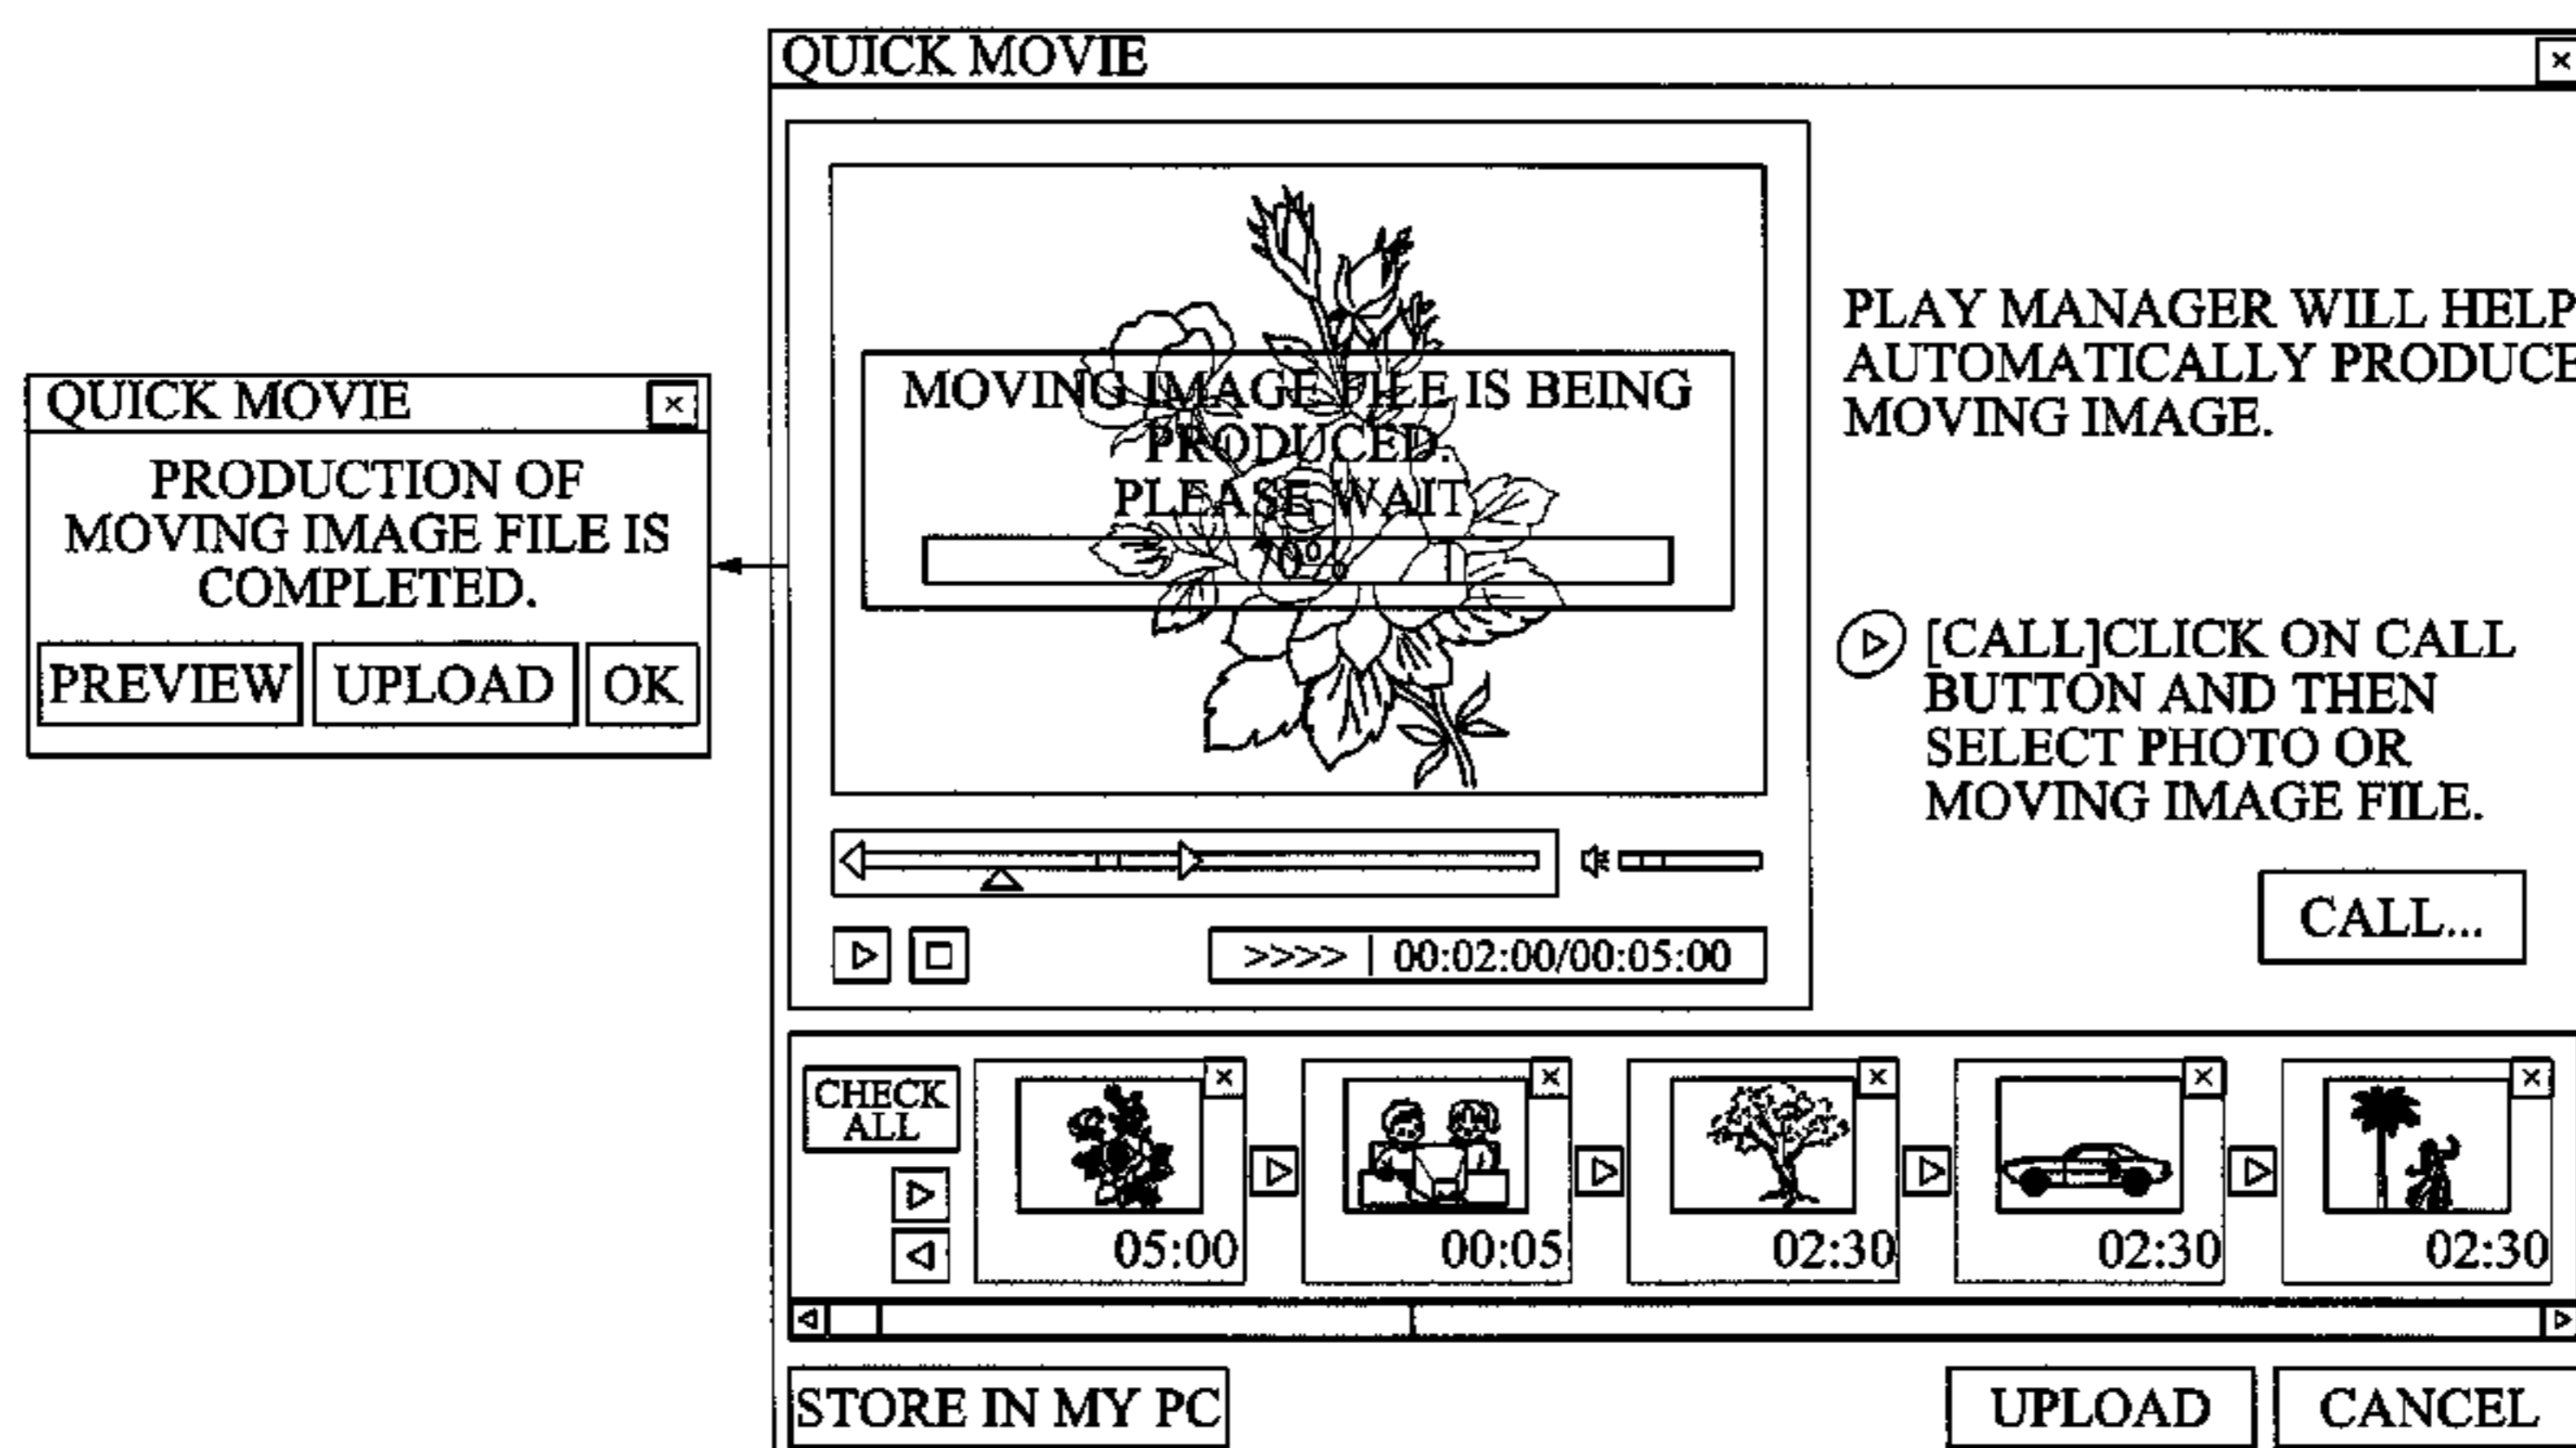 QUICK MOVIE
PLAY MANAGER WILL HELP
AUTOMATICALLY PRODUCE
MOVING IMAGE.
MOVING IMAGE FILE IS BEING
PRODUCED.
PLEASE WAIT
QUICK MOVIE
PRODUCTION OF
MOVING IMAGE FILE IS
COMPLETED.
PREVIEW UPLOAD OK
[CALL]CLICK ON CALL
BUTTON AND THEN
SELECT PHOTO OR
MOVING IMAGE FILE.
CALL...
>>>> | 00:02:00/00:05:00
CHECK
ALL
05:00 00:05 02:30 02:30 02:30
STORE IN MY PC UPLOAD CANCEL